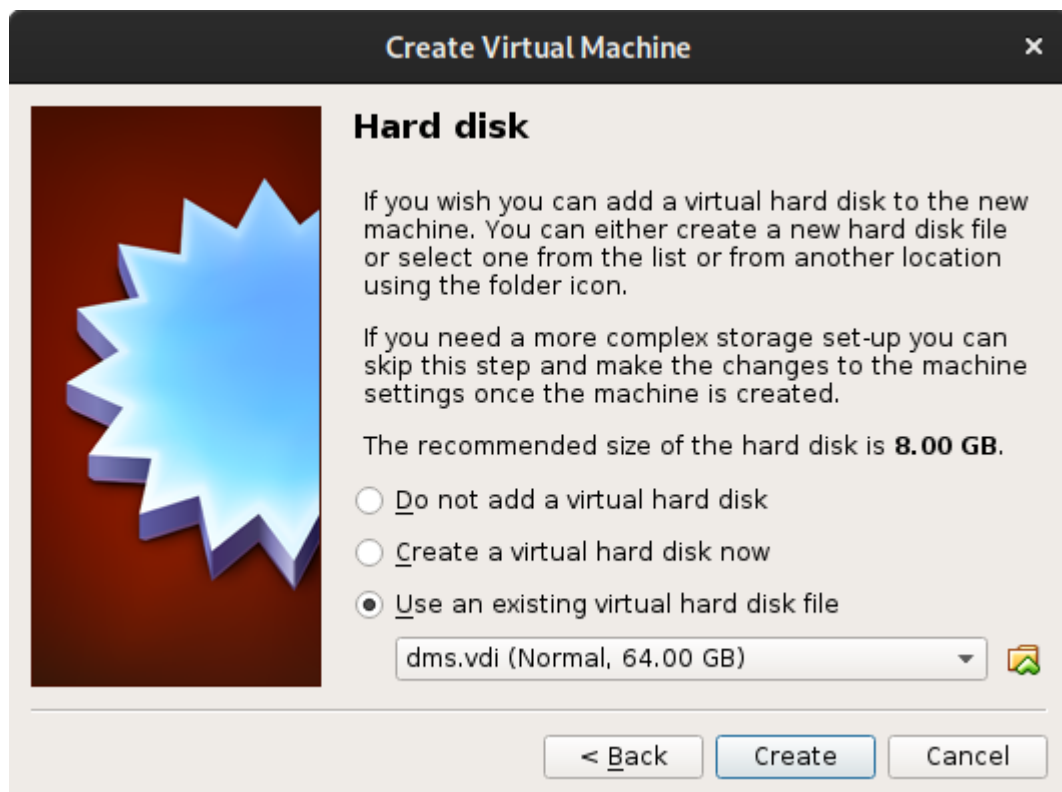 Create Virtual Machine
Hard disk
If you wish you can add a virtual hard disk to the new
machine. You can either create a new hard disk file
or select one from the list or from another location
using the folder icon.
If you need a more complex storage set-up you can
skip this step and make the changes to the machine
settings once the machine is created.
The recommended size of the hard disk is 8.00 GB.
Do not add a virtual hard disk
Create a virtual hard disk now
Use an existing virtual hard disk file
dms.vdi (Normal, 64.00 GB)
< Back Create Cancel